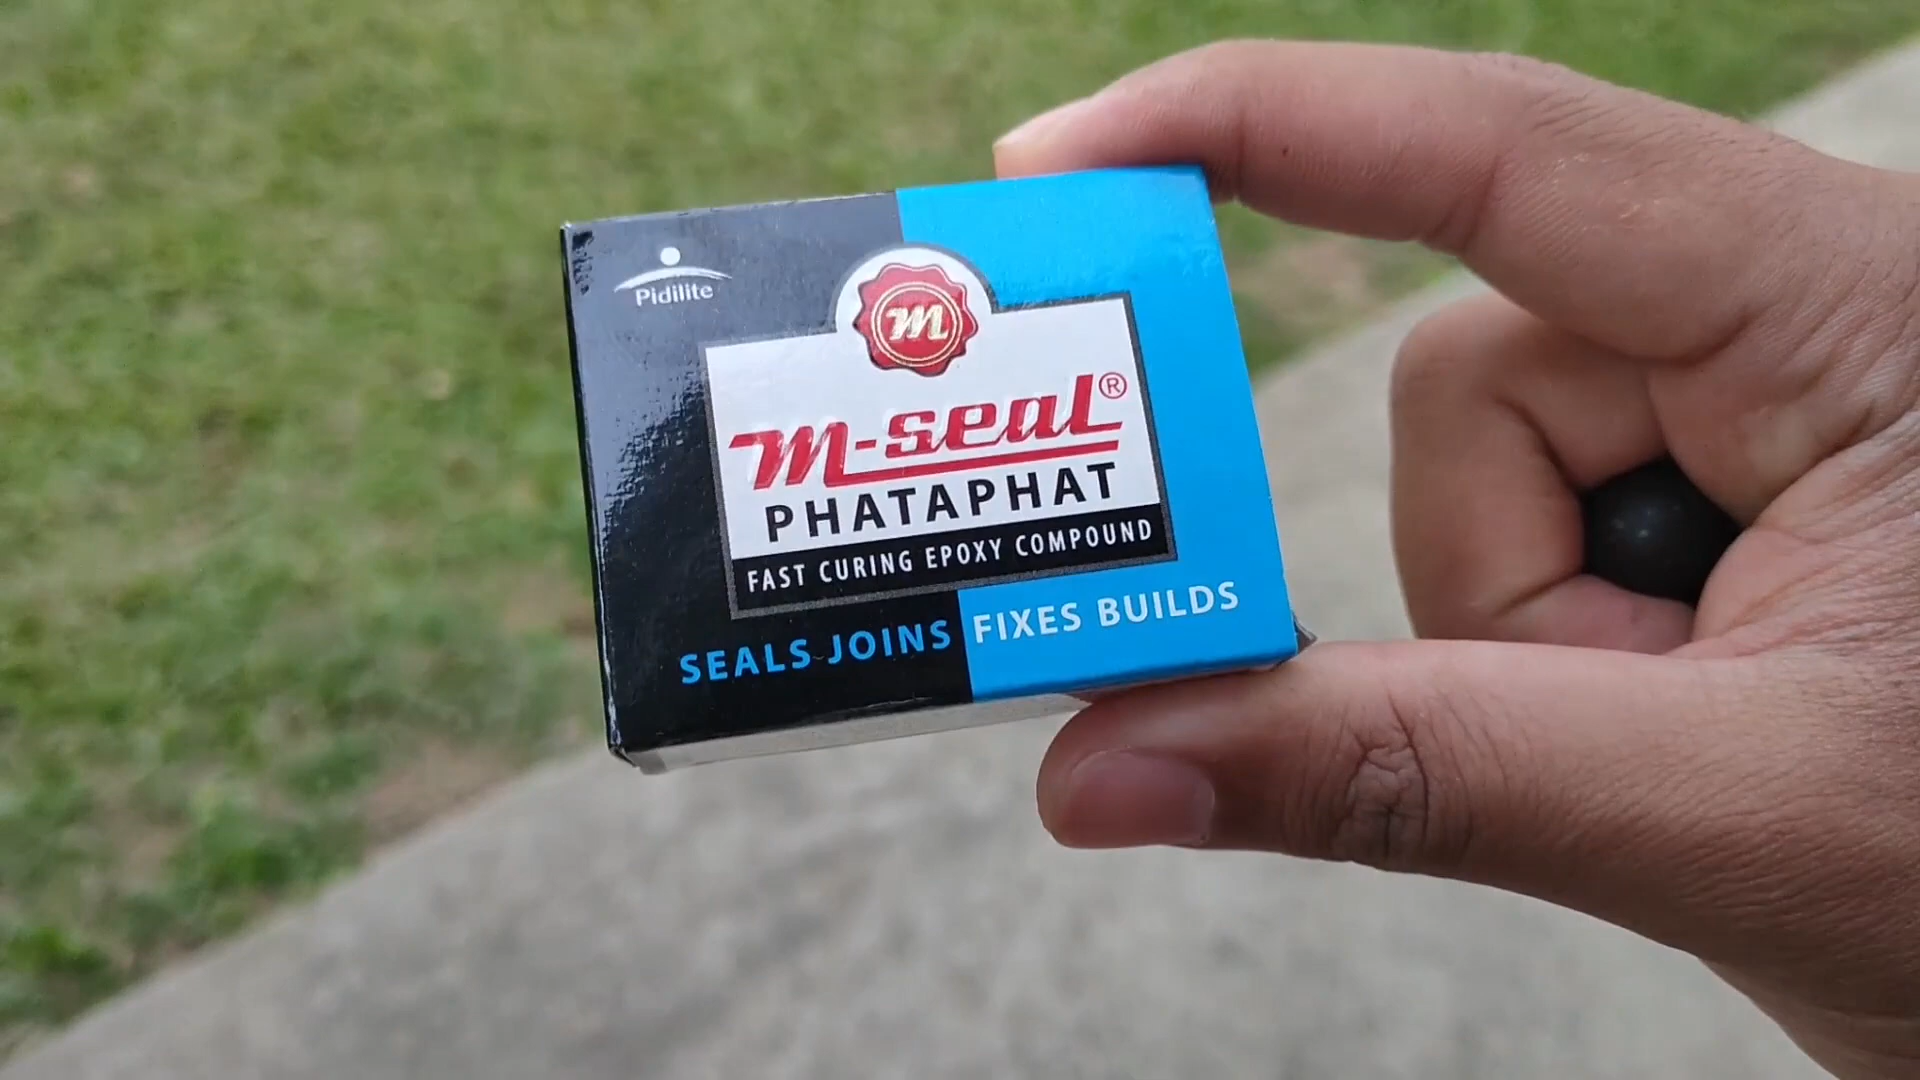 Pidilite
m
m-seal®
PHATAPHAT
FAST CURING EPOXY COMPOUND
SEALS JOINS FIXES BUILDS